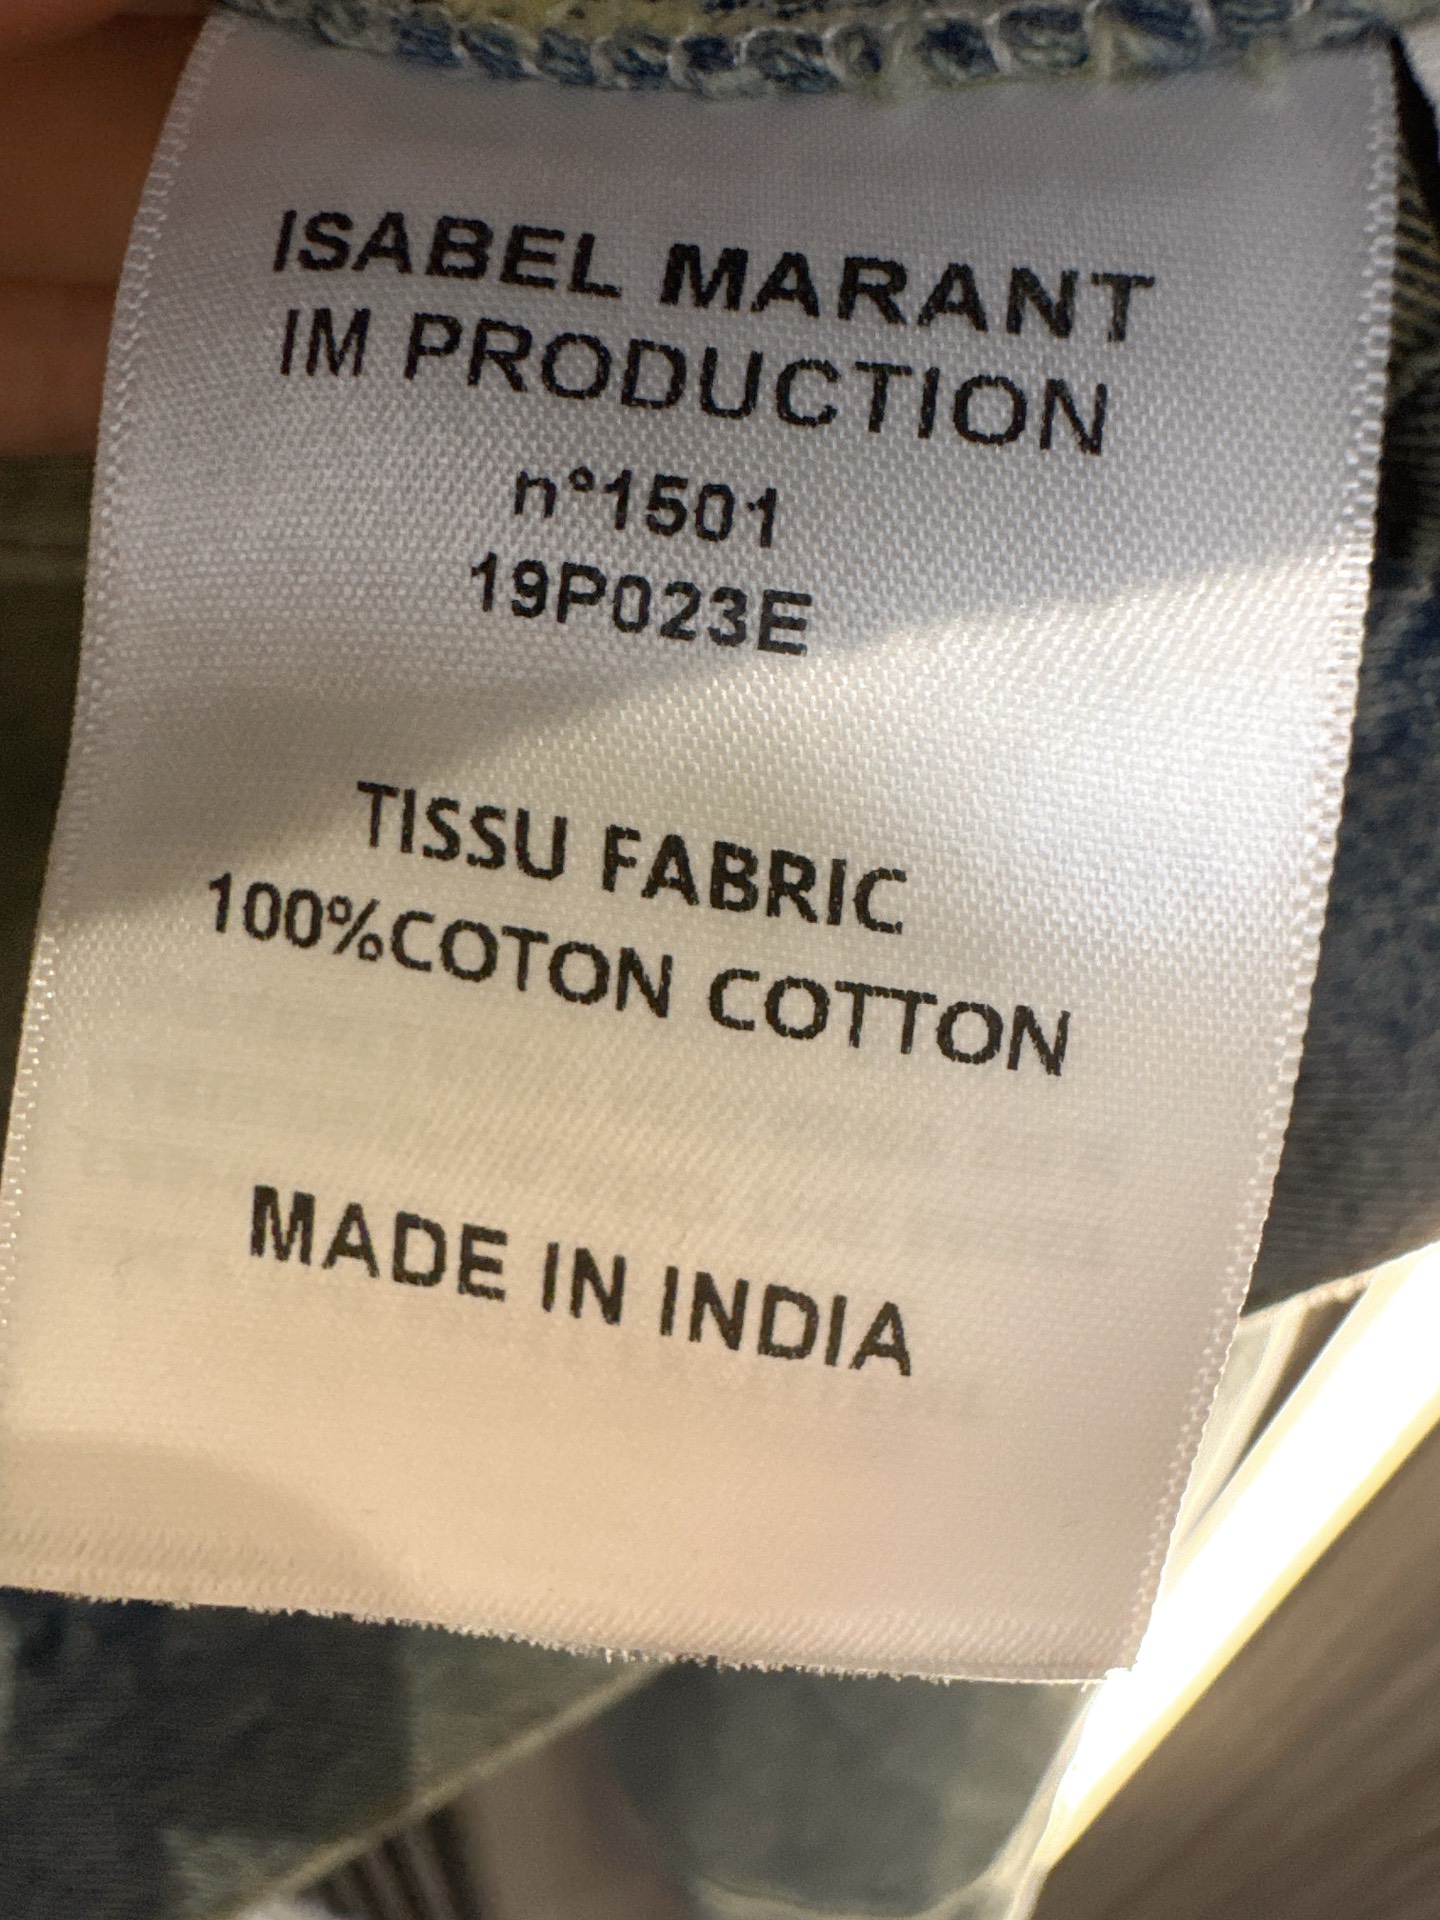 ISABEL MARANT
IM PRODUCTION
n°1501
19P023E
TISSU FABRIC
100%COTON COTTON
MADE IN INDIA